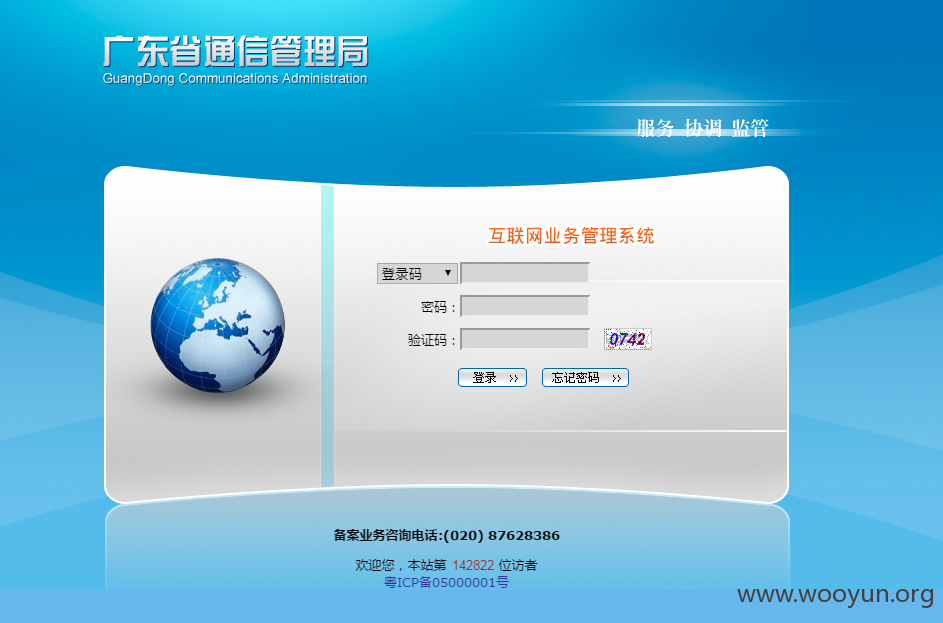 广东省通信管理局
GuangDong Communications Administration
服务 协调 监管
互联网业务管理系统
登录码 ▼
密码：
验证码： 0742
登录 >> 忘记密码 >>
备案业务咨询电话:(020) 87628386
欢迎您，本站第 142822 位访者
粤ICP备05000001号
www.wooyun.org